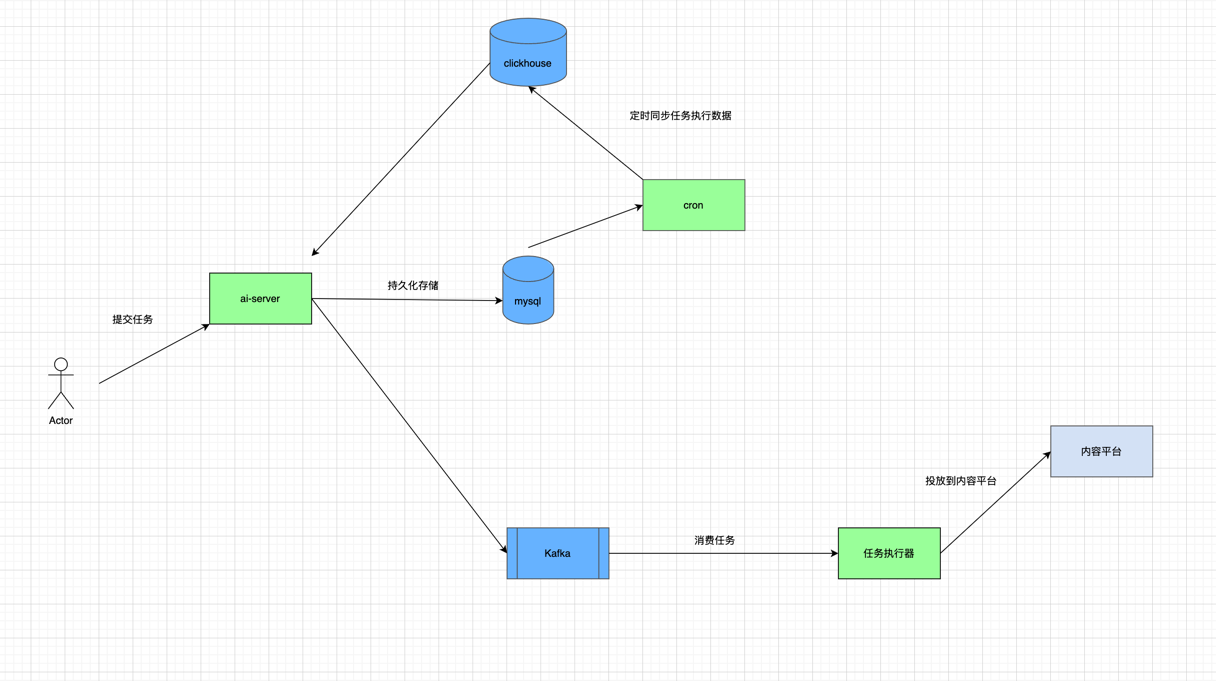 clickhouse
定时同步任务执行数据
cron
持久化存储
ai-server
mysql
提交任务
Actor
内容平台
投放到内容平台
消费任务
Kafka
任务执行器